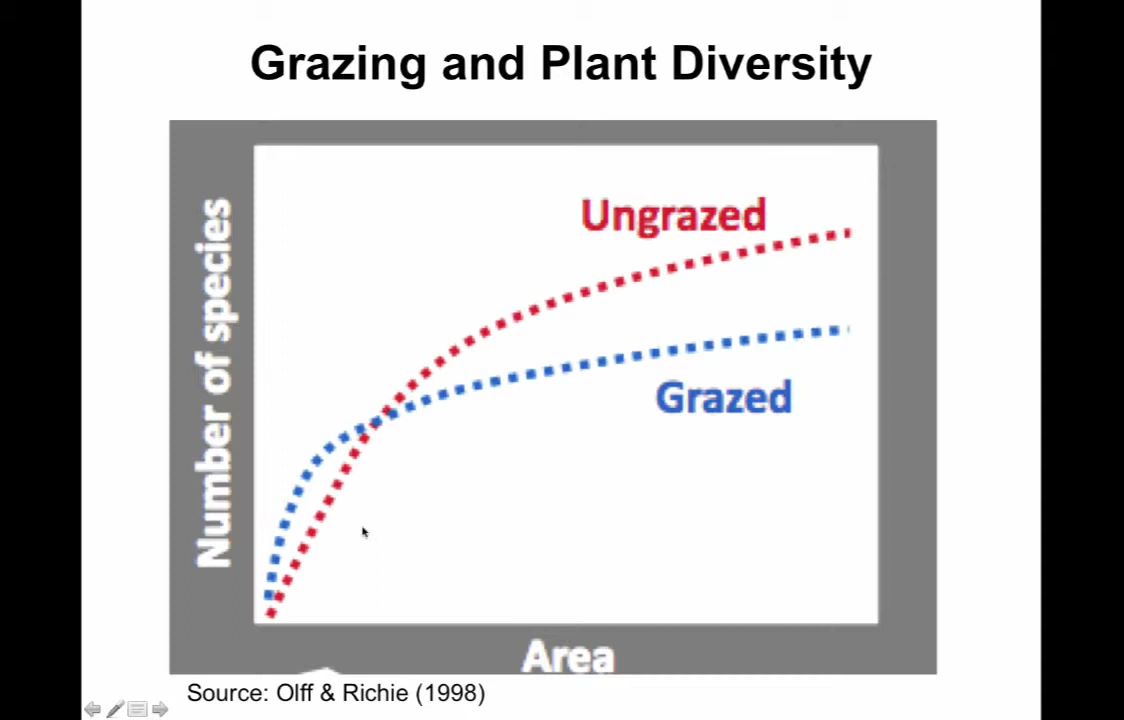 Grazing and Plant Diversity
Number of species
Ungrazed
Grazed
Area
Source: Olff & Richie (1998)